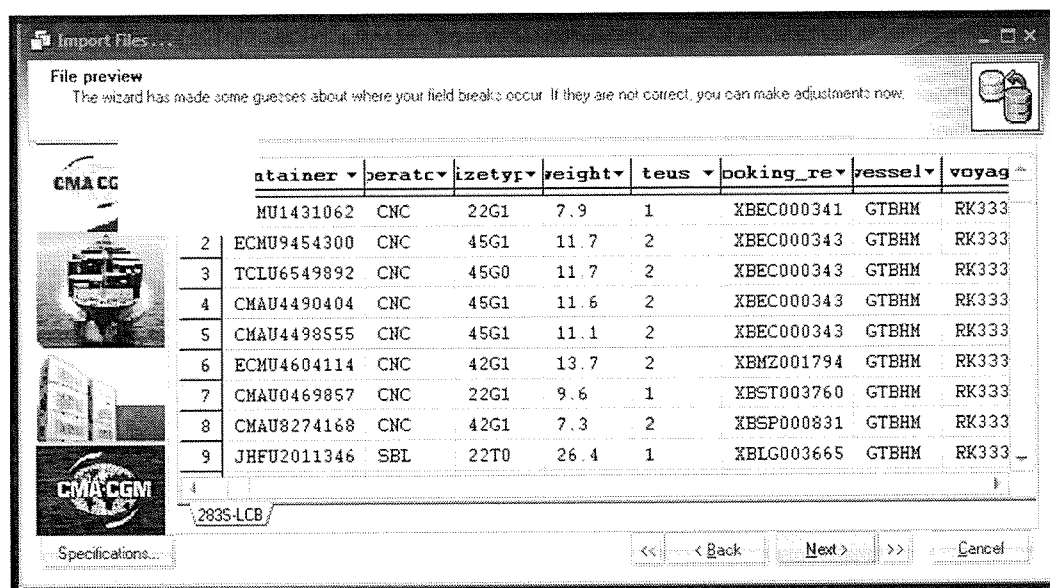 Import Files...
File preview
The wizard has made some guesses about where your field breaks occur. If they are not correct, you can make adjustments now.
CMA CG
ntainer peratc izetyp eight teus ooking_re essel voyag
MU1431062 CNC 22G1 7.9 1 XBEC000341 GTBHM RK333
2 ECMU9454300 CNC 45G1 11.7 2 XBEC000343 GTBHM RK333
3 TCLU6549892 CNC 45G0 11.7 2 XBEC000343 GTBHM RK333
4 CMAU4490404 CNC 45G1 11.6 2 XBEC000343 GTBHM RK333
5 CMAU4498555 CNC 45G1 11.1 2 XBEC000343 GTBHM RK333
6 ECMU4604114 CNC 42G1 13.7 2 XBMZ001794 GTBHM RK333
7 CMAU0469857 CNC 22G1 9.6 1 XBST003760 GTBHM RK333
8 CMAU8274168 CNC 42G1 7.3 2 XBSP000831 GTBHM RK333
9 JHFU2011346 SBL 22T0 26.4 1 XBLG003665 GTBHM RK333
CMA CGM
283S-LCB
Specifications... << < Back Next > >> Cancel